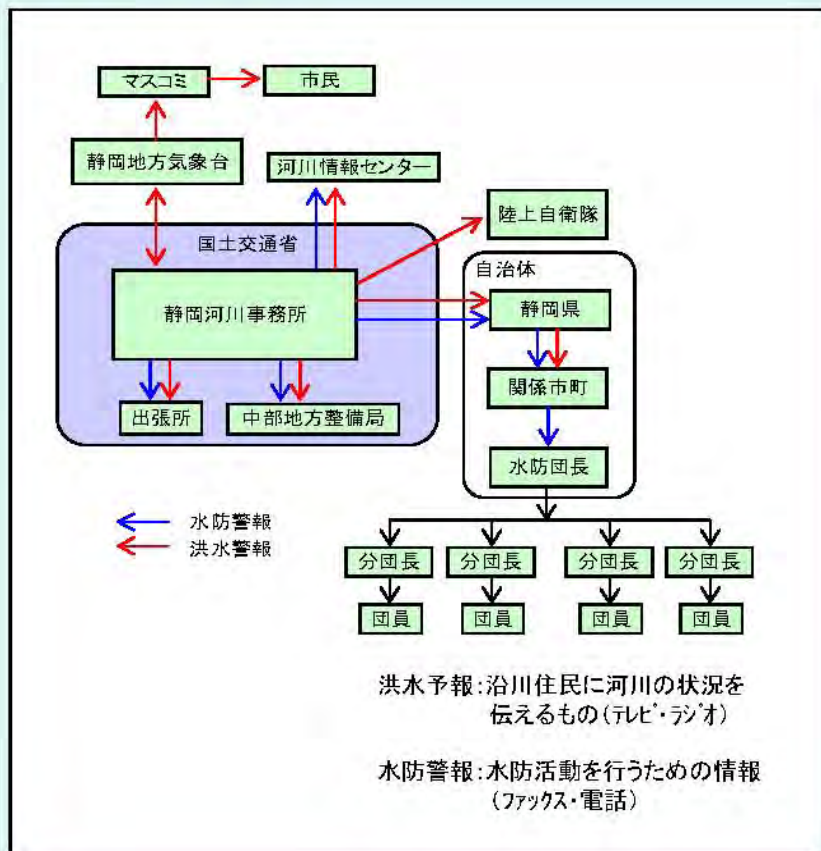 マスコミ
市民
静岡地方気象台
河川情報センター
陸上自衛隊
国土交通省
自治体
静岡河川事務所
静岡県
関係市町
出張所
中部地方整備局
水防団長
水防警報
洪水警報
分団長
分団長
分団長
分団長
団員
団員
団員
団員
洪水予報:沿川住民に河川の状況を
伝えるもの(ﾃﾚﾋﾞ・ﾗｼﾞｵ)
水防警報:水防活動を行うための情報
(ﾌｧｯｸｽ・電話)